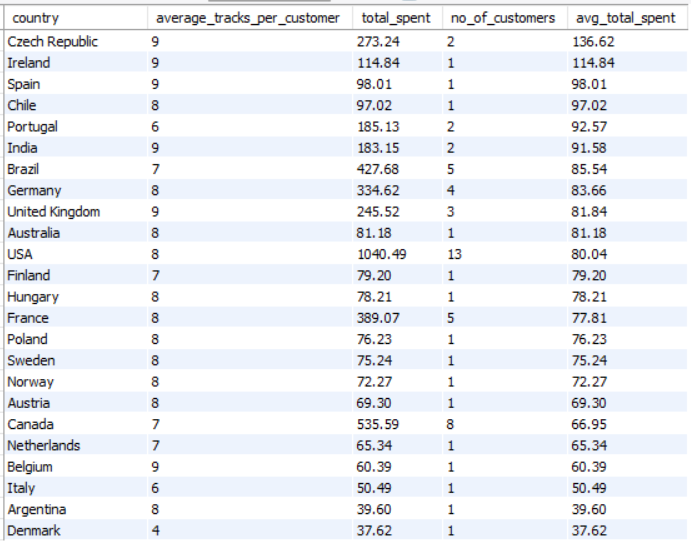 country average_tracks_per_customer total_spent no_of_customers avg_total_spent
Czech Republic 9 273.24 2 136.62
Ireland 9 114.84 1 114.84
Spain 9 98.01 1 98.01
Chile 8 97.02 1 97.02
Portugal 6 185.13 2 92.57
India 9 183.15 2 91.58
Brazil 7 427.68 5 85.54
Germany 8 334.62 4 83.66
United Kingdom 9 245.52 3 81.84
Australia 8 81.18 1 81.18
USA 8 1040.49 13 80.04
Finland 7 79.20 1 79.20
Hungary 8 78.21 1 78.21
France 8 389.07 5 77.81
Poland 8 76.23 1 76.23
Sweden 8 75.24 1 75.24
Norway 8 72.27 1 72.27
Austria 8 69.30 1 69.30
Canada 7 535.59 8 66.95
Netherlands 7 65.34 1 65.34
Belgium 9 60.39 1 60.39
Italy 6 50.49 1 50.49
Argentina 8 39.60 1 39.60
Denmark 4 37.62 1 37.62